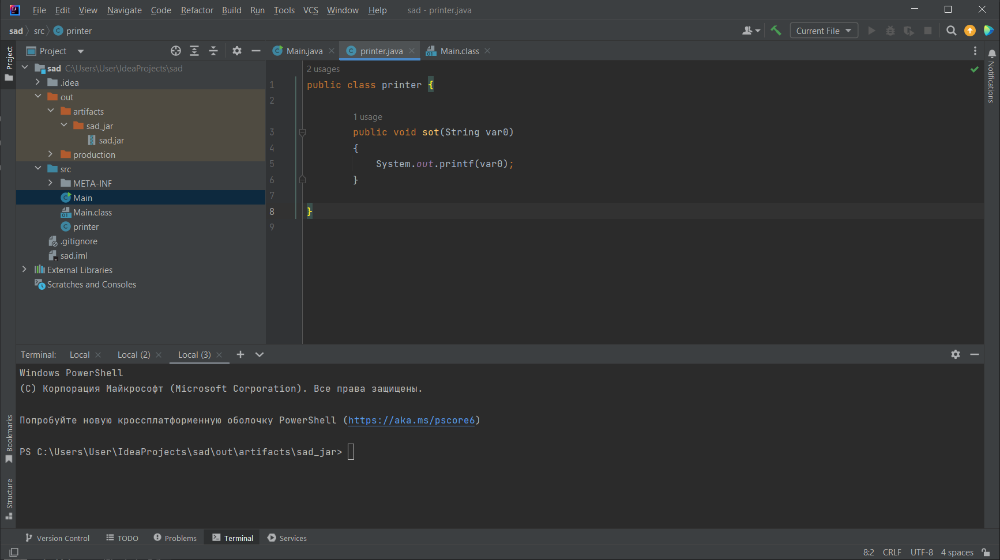 File Edit View Navigate Code Refactor Build Run Tools VCS Window Help sad - printer.java
sad src printer Current File
Project Main.java printer.java Main.class
sad C:\Users\User\IdeaProjects\sad
.idea
out
artifacts
sad_jar
sad.jar
production
src
META-INF
Main
Main.class
printer
.gitignore
sad.iml
External Libraries
Scratches and Consoles
2 usages
1 public class printer {
2
1 usage
3 public void sot(String var0)
4 {
5 System.out.printf(var0);
6 }
7
8 }
9
Project
Bookmarks
Structure
Notifications
Terminal: Local Local (2) Local (3)
Windows PowerShell
(C) Корпорация Майкрософт (Microsoft Corporation). Все права защищены.
Попробуйте новую кроссплатформенную оболочку PowerShell (https://aka.ms/pscore6)
PS C:\Users\User\IdeaProjects\sad\out\artifacts\sad_jar>
Version Control TODO Problems Terminal Services
8:2 CRLF UTF-8 4 spaces